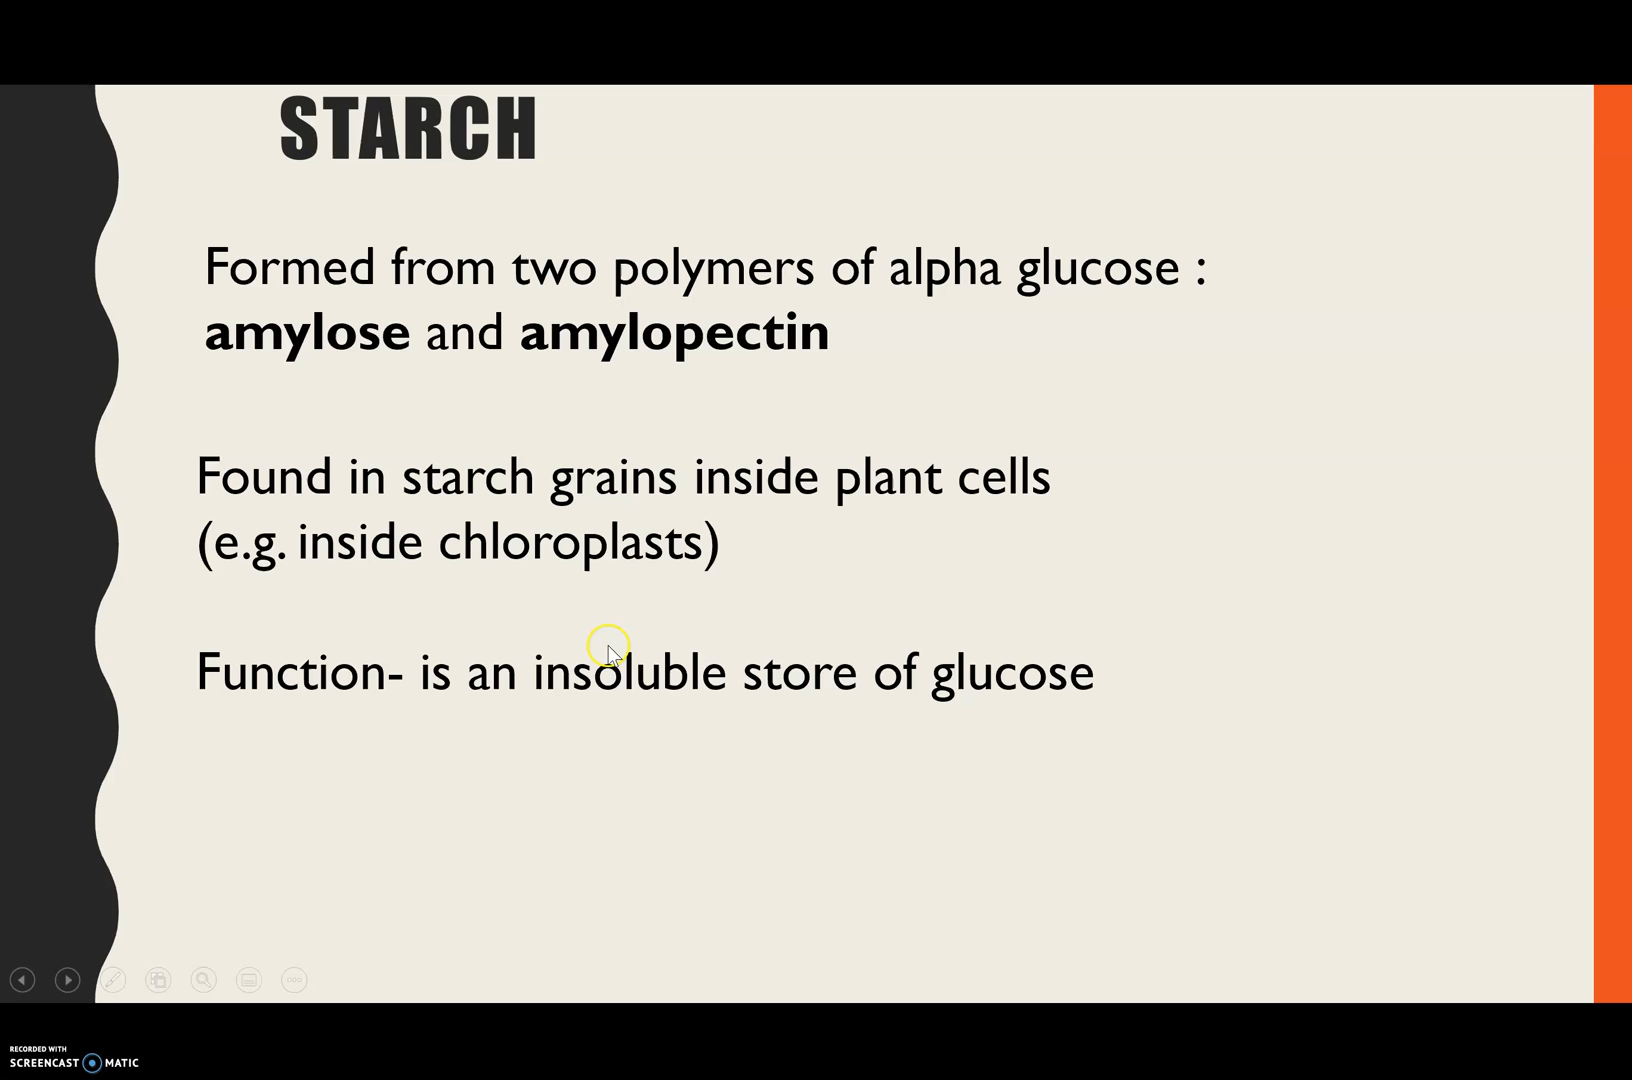 STARCH
Formed from two polymers of alpha glucose :
amylose and amylopectin
Found in starch grains inside plant cells
(e.g. inside chloroplasts)
Function- is an insoluble store of glucose
RECORDED WITH
SCREENCAST MATIC